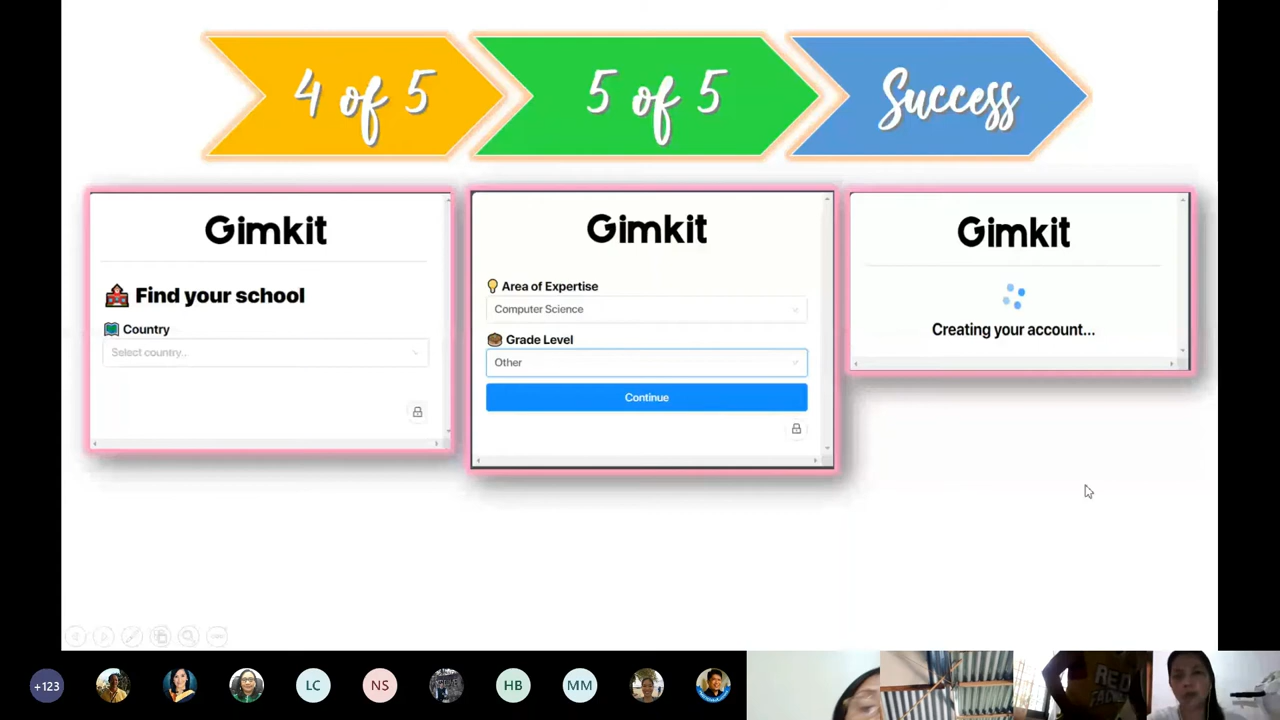 4 of 5
5 of 5
Success
Gimkit
Find your school
Country
Select country..
Gimkit
Area of Expertise
Computer Science
Grade Level
Other
Continue
Gimkit
Creating your account...
+123
LC
NS
HB
MM
RED